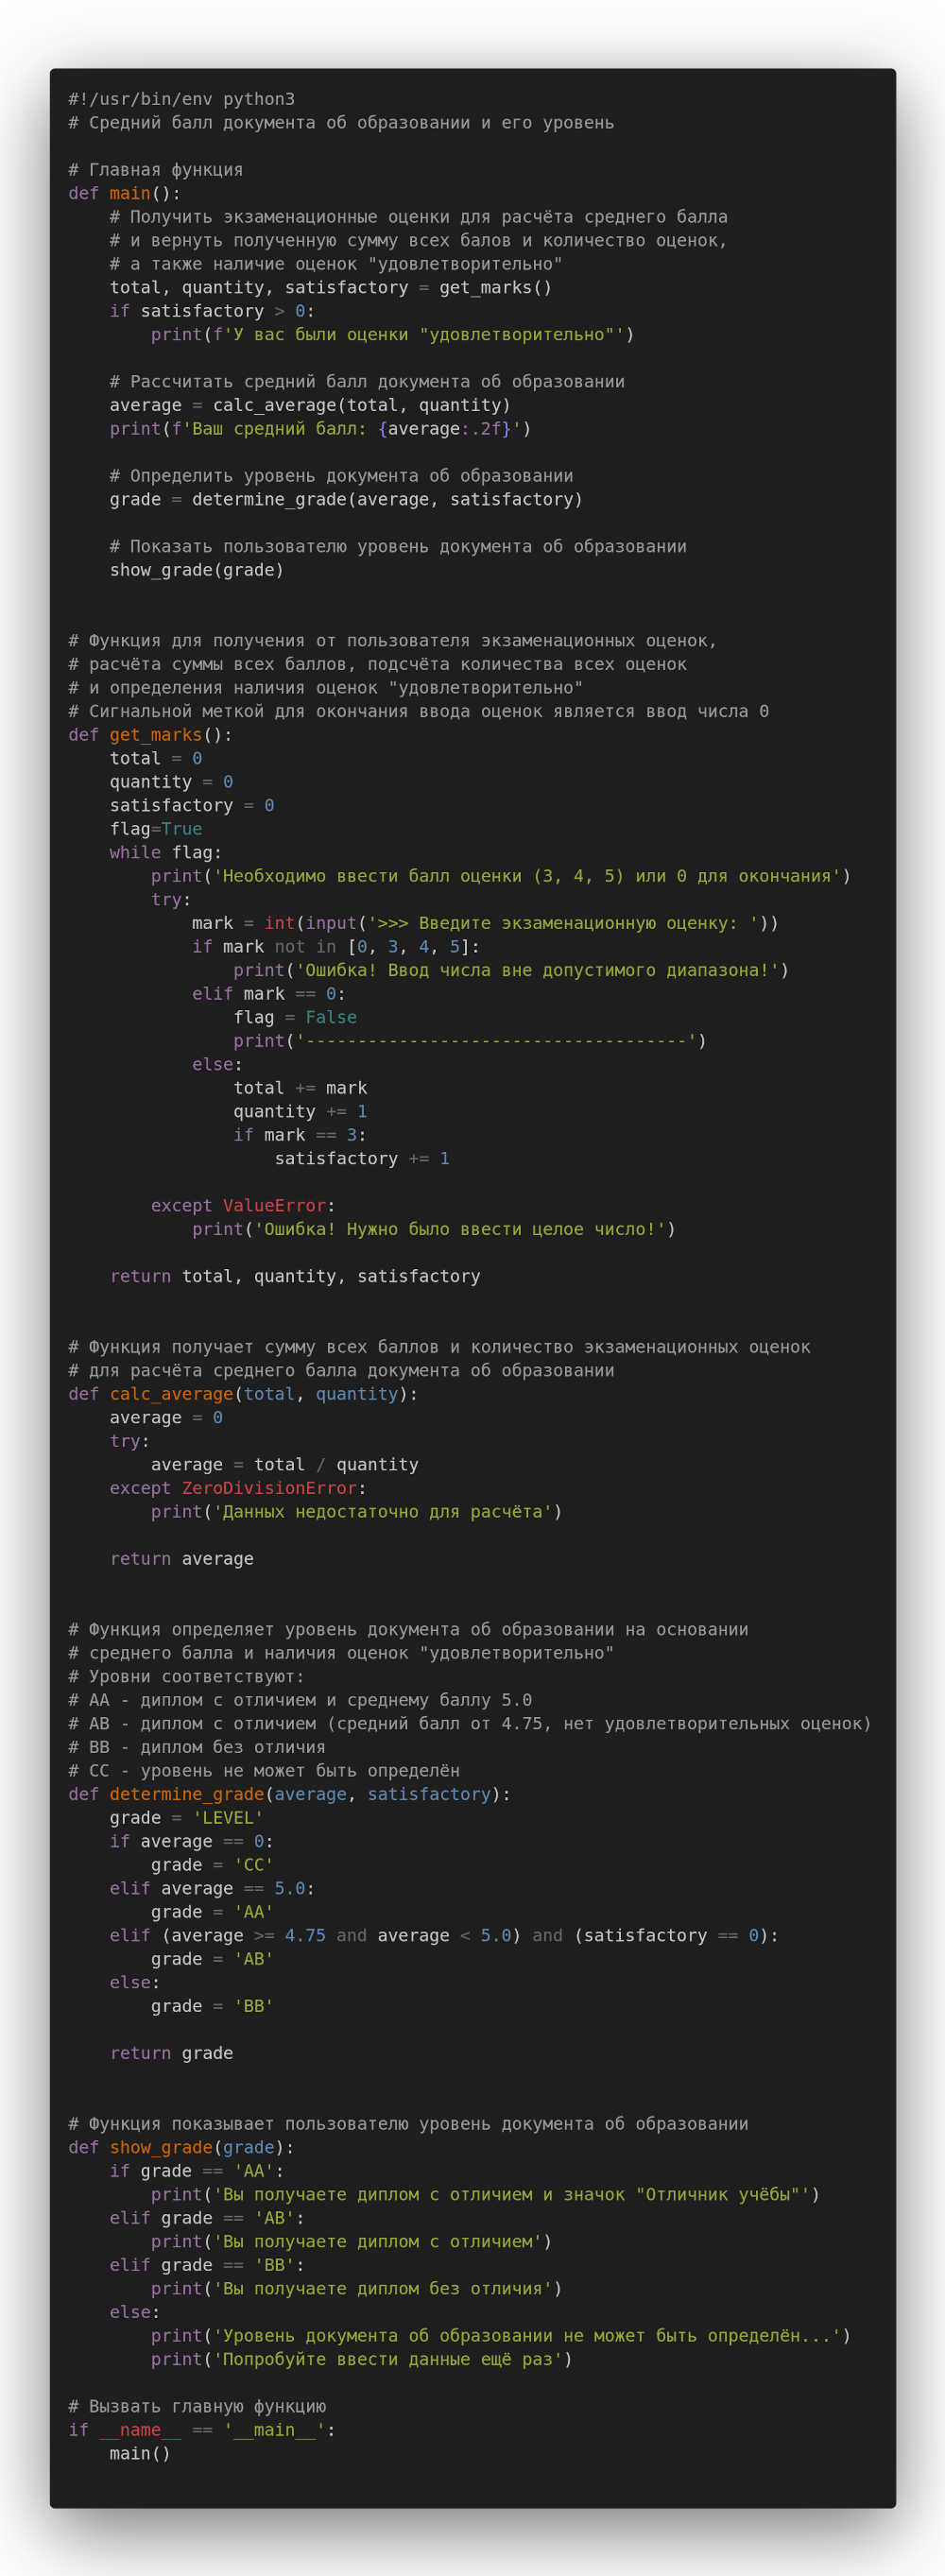 #!/usr/bin/env python3
# Средний балл документа об образовании и его уровень

# Главная функция
def main():
    # Получить экзаменационные оценки для расчёта среднего балла
    # и вернуть полученную сумму всех балов и количество оценок,
    # а также наличие оценок "удовлетворительно"
    total, quantity, satisfactory = get_marks()
    if satisfactory > 0:
        print(f'У вас были оценки "удовлетворительно"')

    # Рассчитать средний балл документа об образовании
    average = calc_average(total, quantity)
    print(f'Ваш средний балл: {average:.2f}')

    # Определить уровень документа об образовании
    grade = determine_grade(average, satisfactory)

    # Показать пользователю уровень документа об образовании
    show_grade(grade)


# Функция для получения от пользователя экзаменационных оценок,
# расчёта суммы всех баллов, подсчёта количества всех оценок
# и определения наличия оценок "удовлетворительно"
# Сигнальной меткой для окончания ввода оценок является ввод числа 0
def get_marks():
    total = 0
    quantity = 0
    satisfactory = 0
    flag=True
    while flag:
        print('Необходимо ввести балл оценки (3, 4, 5) или 0 для окончания')
        try:
            mark = int(input('>>> Введите экзаменационную оценку: '))
            if mark not in [0, 3, 4, 5]:
                print('Ошибка! Ввод числа вне допустимого диапазона!')
            elif mark == 0:
                flag = False
                print('-------------------------------------')
            else:
                total += mark
                quantity += 1
                if mark == 3:
                    satisfactory += 1

        except ValueError:
            print('Ошибка! Нужно было ввести целое число!')

    return total, quantity, satisfactory


# Функция получает сумму всех баллов и количество экзаменационных оценок
# для расчёта среднего балла документа об образовании
def calc_average(total, quantity):
    average = 0
    try:
        average = total / quantity
    except ZeroDivisionError:
        print('Данных недостаточно для расчёта')

    return average


# Функция определяет уровень документа об образовании на основании
# среднего балла и наличия оценок "удовлетворительно"
# Уровни соответствуют:
# AA - диплом с отличием и среднему баллу 5.0
# AB - диплом с отличием (средний балл от 4.75, нет удовлетворительных оценок)
# BB - диплом без отличия
# CC - уровень не может быть определён
def determine_grade(average, satisfactory):
    grade = 'LEVEL'
    if average == 0:
        grade = 'CC'
    elif average == 5.0:
        grade = 'AA'
    elif (average >= 4.75 and average < 5.0) and (satisfactory == 0):
        grade = 'AB'
    else:
        grade = 'BB'

    return grade


# Функция показывает пользователю уровень документа об образовании
def show_grade(grade):
    if grade == 'AA':
        print('Вы получаете диплом с отличием и значок "Отличник учёбы"')
    elif grade == 'AB':
        print('Вы получаете диплом с отличием')
    elif grade == 'BB':
        print('Вы получаете диплом без отличия')
    else:
        print('Уровень документа об образовании не может быть определён...')
        print('Попробуйте ввести данные ещё раз')

# Вызвать главную функцию
if __name__ == '__main__':
    main()